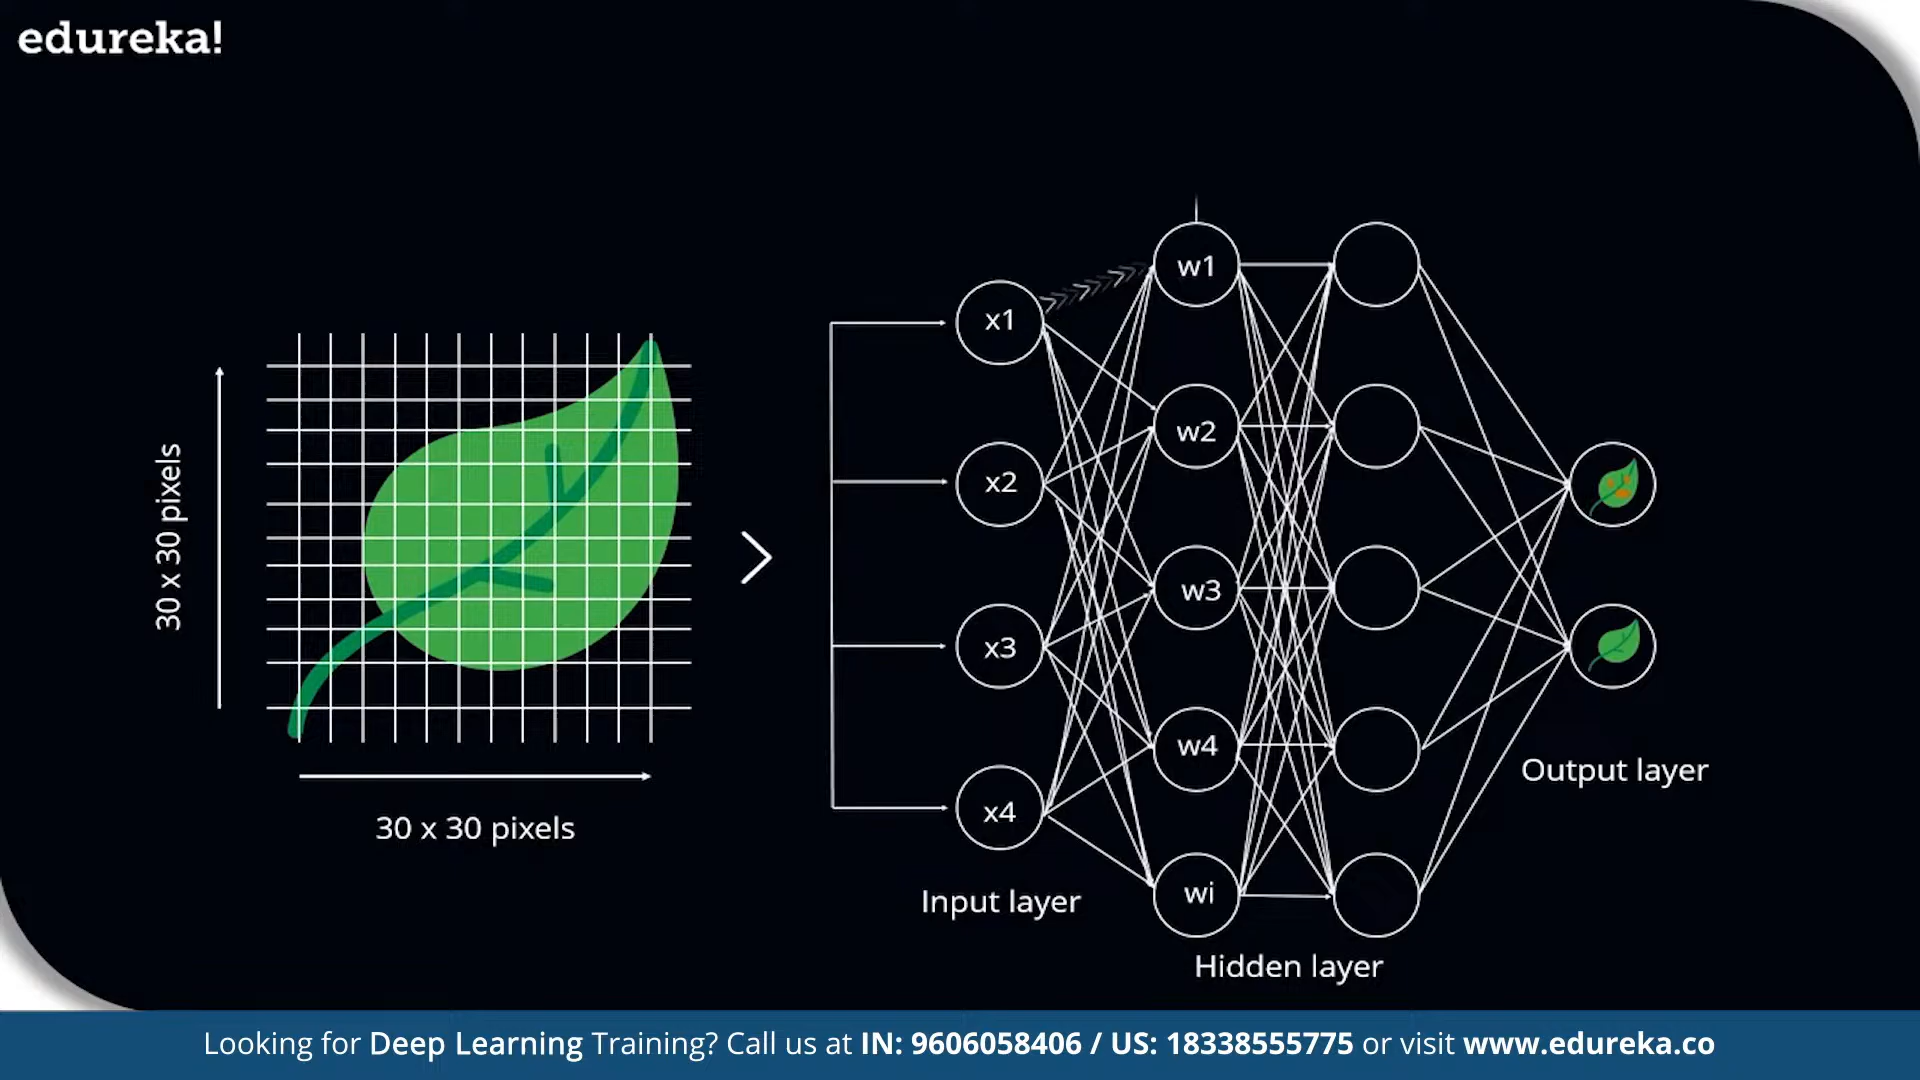 edureka!
30 x 30 pixels
30 x 30 pixels
x1
x2
x3
x4
Input layer
w1
w2
w3
w4
wi
Hidden layer
Output layer
Looking for Deep Learning Training? Call us at IN: 9606058406 / US: 18338555775 or visit www.edureka.co